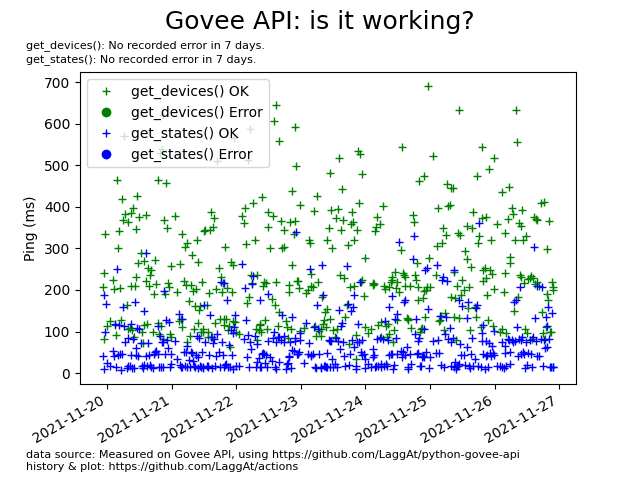 Govee API: is it working?
get_devices(): No recorded error in 7 days.
get_states(): No recorded error in 7 days.
get_devices() OK
get_devices() Error
get_states() OK
get_states() Error
Ping (ms)
700
600
500
400
300
200
100
0
2021-11-20
2021-11-21
2021-11-22
2021-11-23
2021-11-24
2021-11-25
2021-11-26
2021-11-27
data source: Measured on Govee API, using https://github.com/LaggAt/python-govee-api
history & plot: https://github.com/LaggAt/actions